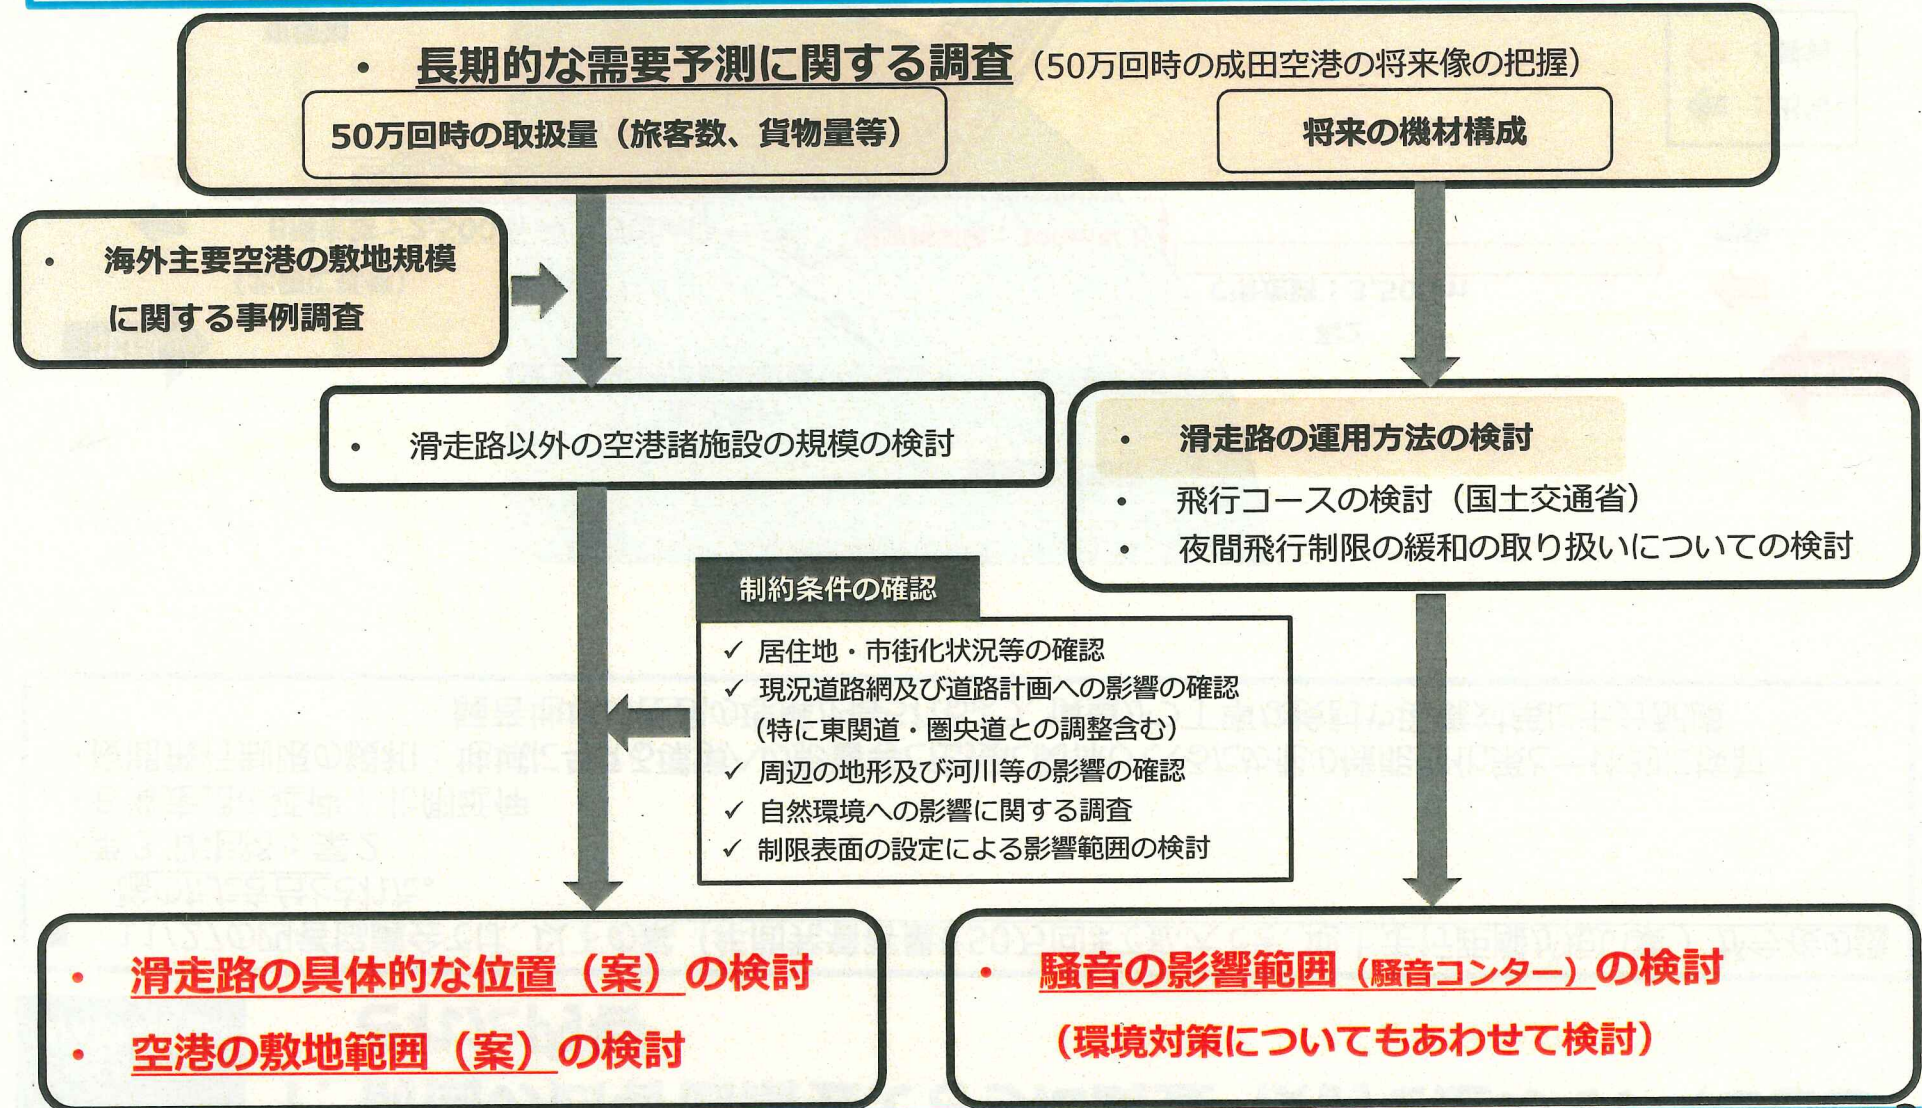 ・ 長期的な需要予測に関する調査（50万回時の成田空港の将来像の把握）
50万回時の取扱量（旅客数、貨物量等）
将来の機材構成
・ 海外主要空港の敷地規模
に関する事例調査
・ 滑走路以外の空港諸施設の規模の検討
・ 滑走路の運用方法の検討
・ 飛行コースの検討（国土交通省）
・ 夜間飛行制限の緩和の取り扱いについての検討
制約条件の確認
✓ 居住地・市街化状況等の確認
✓ 現況道路網及び道路計画への影響の確認
（特に東関道・圏央道との調整含む）
✓ 周辺の地形及び河川等の影響の確認
✓ 自然環境への影響に関する調査
✓ 制限表面の設定による影響範囲の検討
・ 滑走路の具体的な位置（案）の検討
・ 空港の敷地範囲（案）の検討
・ 騒音の影響範囲（騒音コンター）の検討
（環境対策についてもあわせて検討）